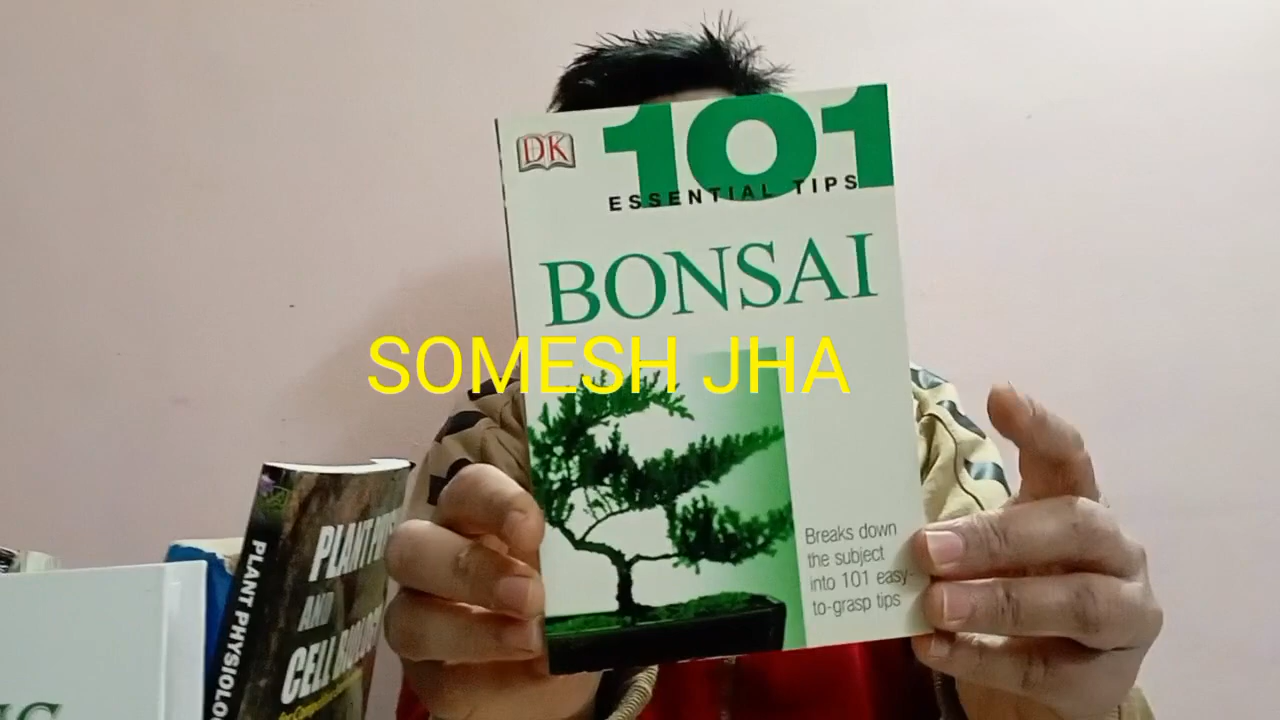 DK
101
ESSENTIAL TIPS
BONSAI
SOMESH JHA
Breaks down
the subject
into 101 easy-
to-grasp tips
PLANT
AND
CELL BIOLOGY
PLANT PHYSIOLO